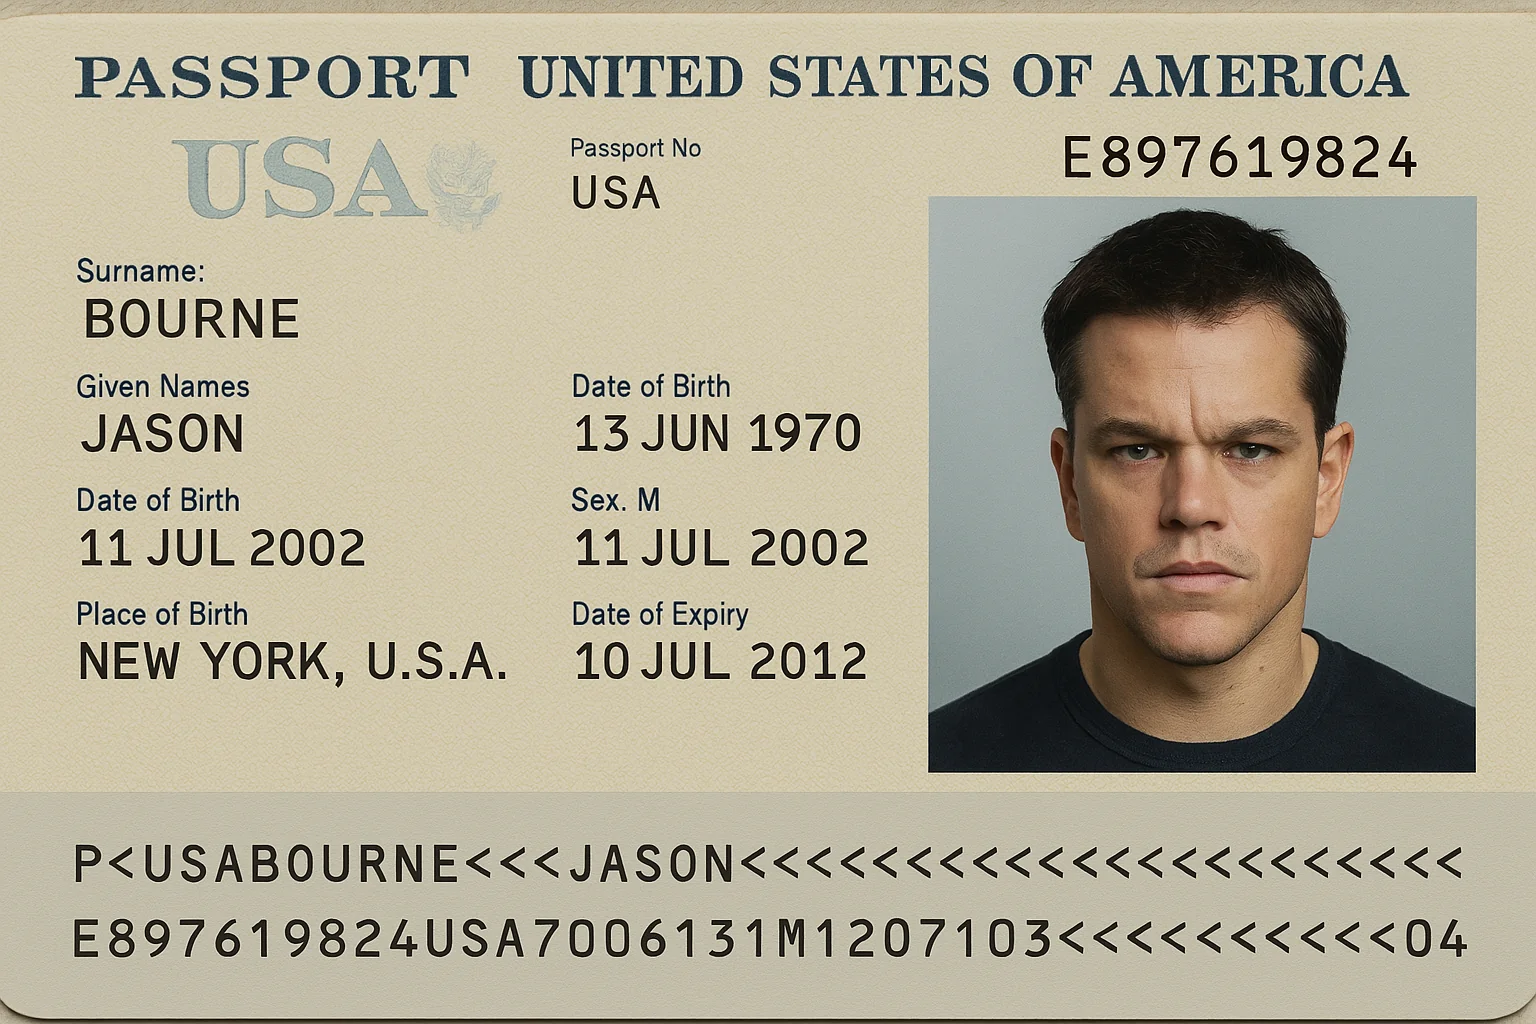 PASSPORT UNITED STATES OF AMERICA
USA
Passport No
USA
E897619824
Surname:
BOURNE
Given Names
JASON
Date of Birth
13 JUN 1970
Date of Birth
11 JUL 2002
Sex. M
11 JUL 2002
Place of Birth
NEW YORK, U.S.A.
Date of Expiry
10 JUL 2012
P<USABOURNE<<<JASON<<<<<<<<<<<<<<<<<<<<<
E897619824USA7006131M1207103<<<<<<<<<<04